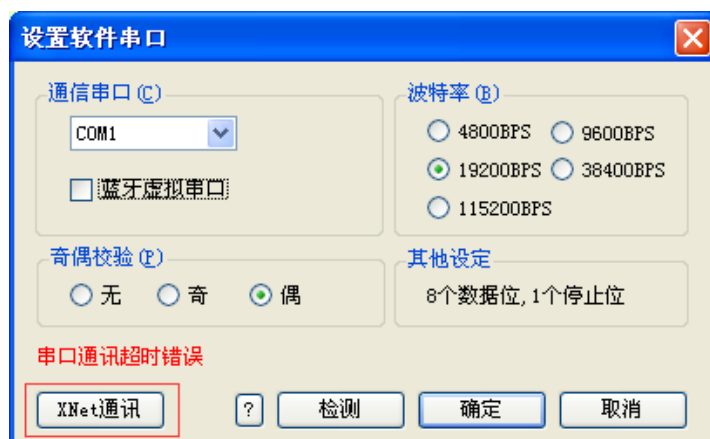 设置软件串口
通信串口(C)
COM1
蓝牙虚拟串口
波特率(B)
4800BPS
9600BPS
19200BPS
38400BPS
115200BPS
奇偶校验(P)
无
奇
偶
其他设定
8个数据位,1个停止位
串口通讯超时错误
XNet通讯
?
检测
确定
取消